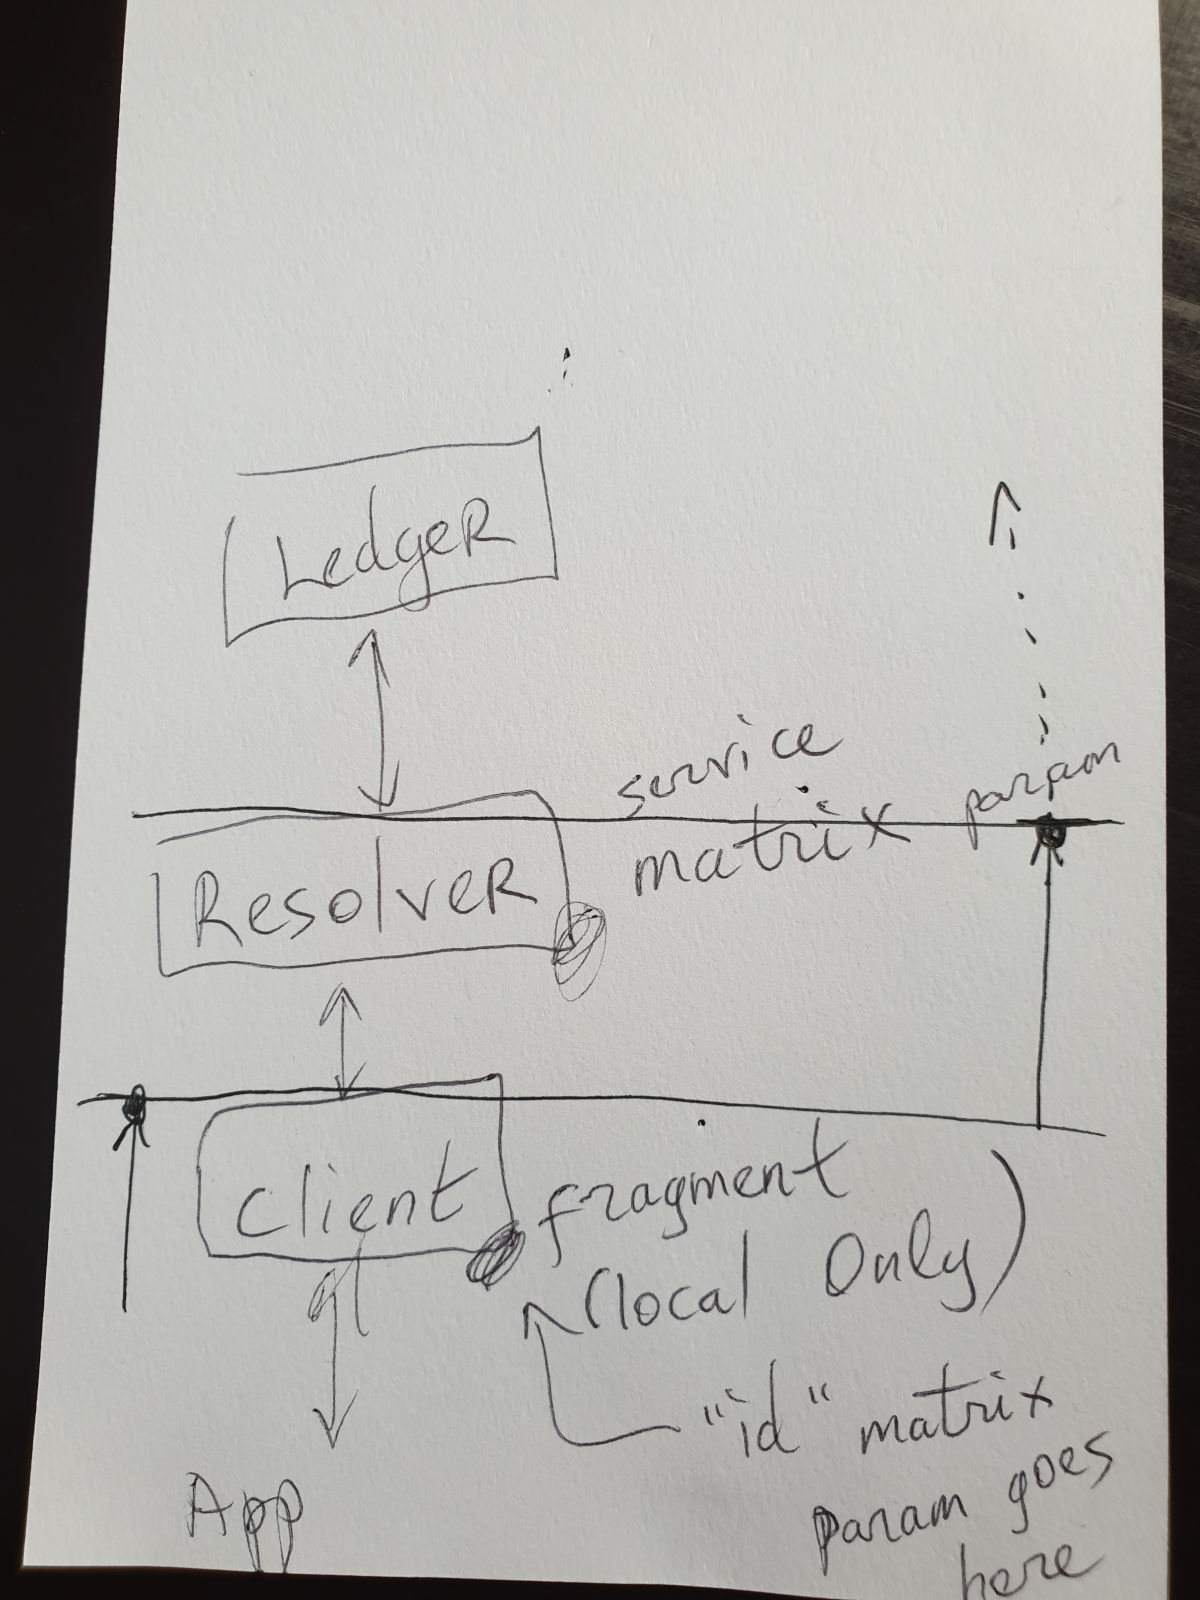 Ledger
service
matrix param
Resolver
Client
fragment
(local Only)
"id" matrix
param goes
here
App